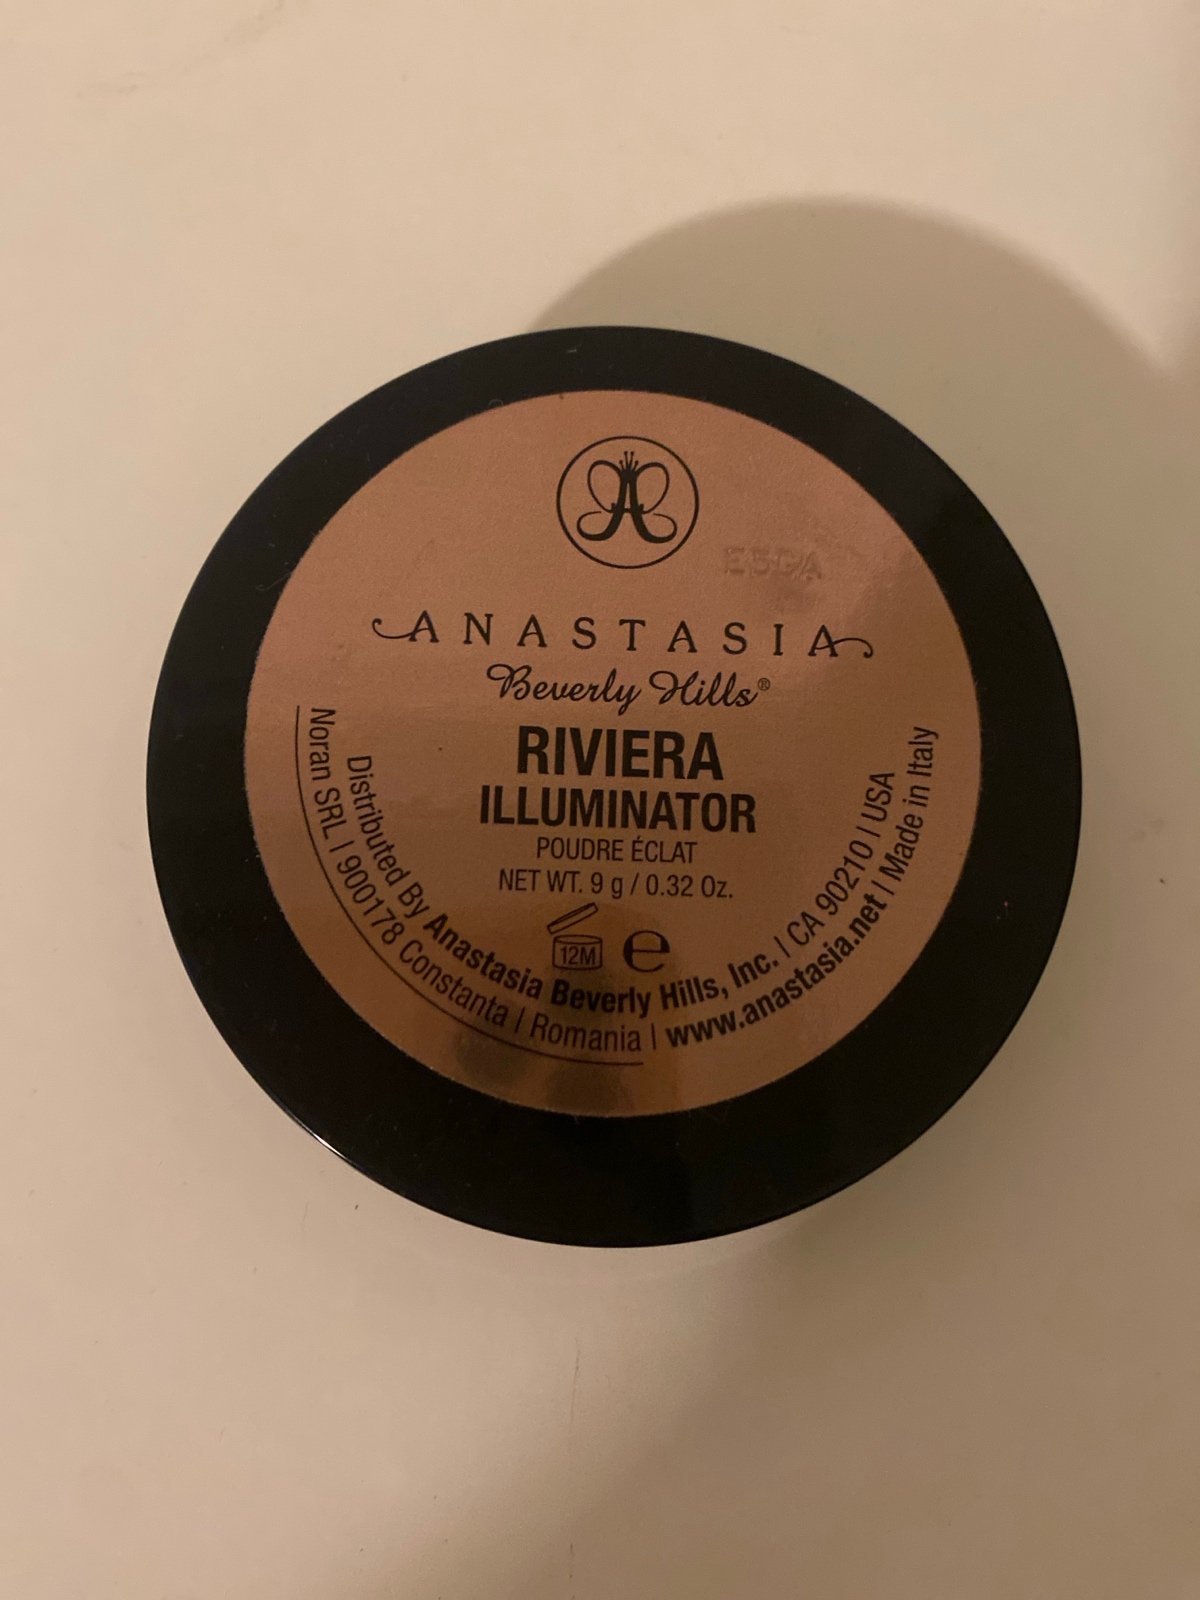 A
ANASTASIA
Beverly Hills®
RIVIERA
ILLUMINATOR
POUDRE ÉCLAT
NET WT. 9 g / 0.32 Oz.
12M e
Distributed By Anastasia Beverly Hills, Inc. | CA 90210 | USA
Noran SRL | 900178 Constanta | Romania | www.anastasia.net | Made in Italy